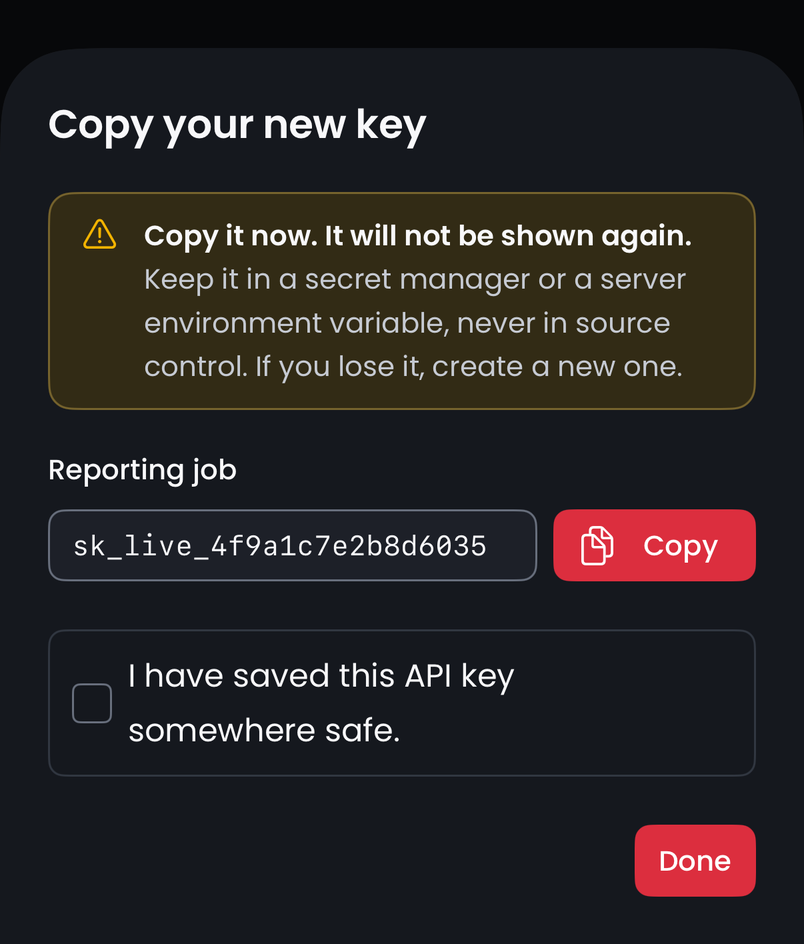 Copy your new key
Copy it now. It will not be shown again.
Keep it in a secret manager or a server
environment variable, never in source
control. If you lose it, create a new one.
Reporting job
sk_live_4f9a1c7e2b8d6035
Copy
I have saved this API key
somewhere safe.
Done